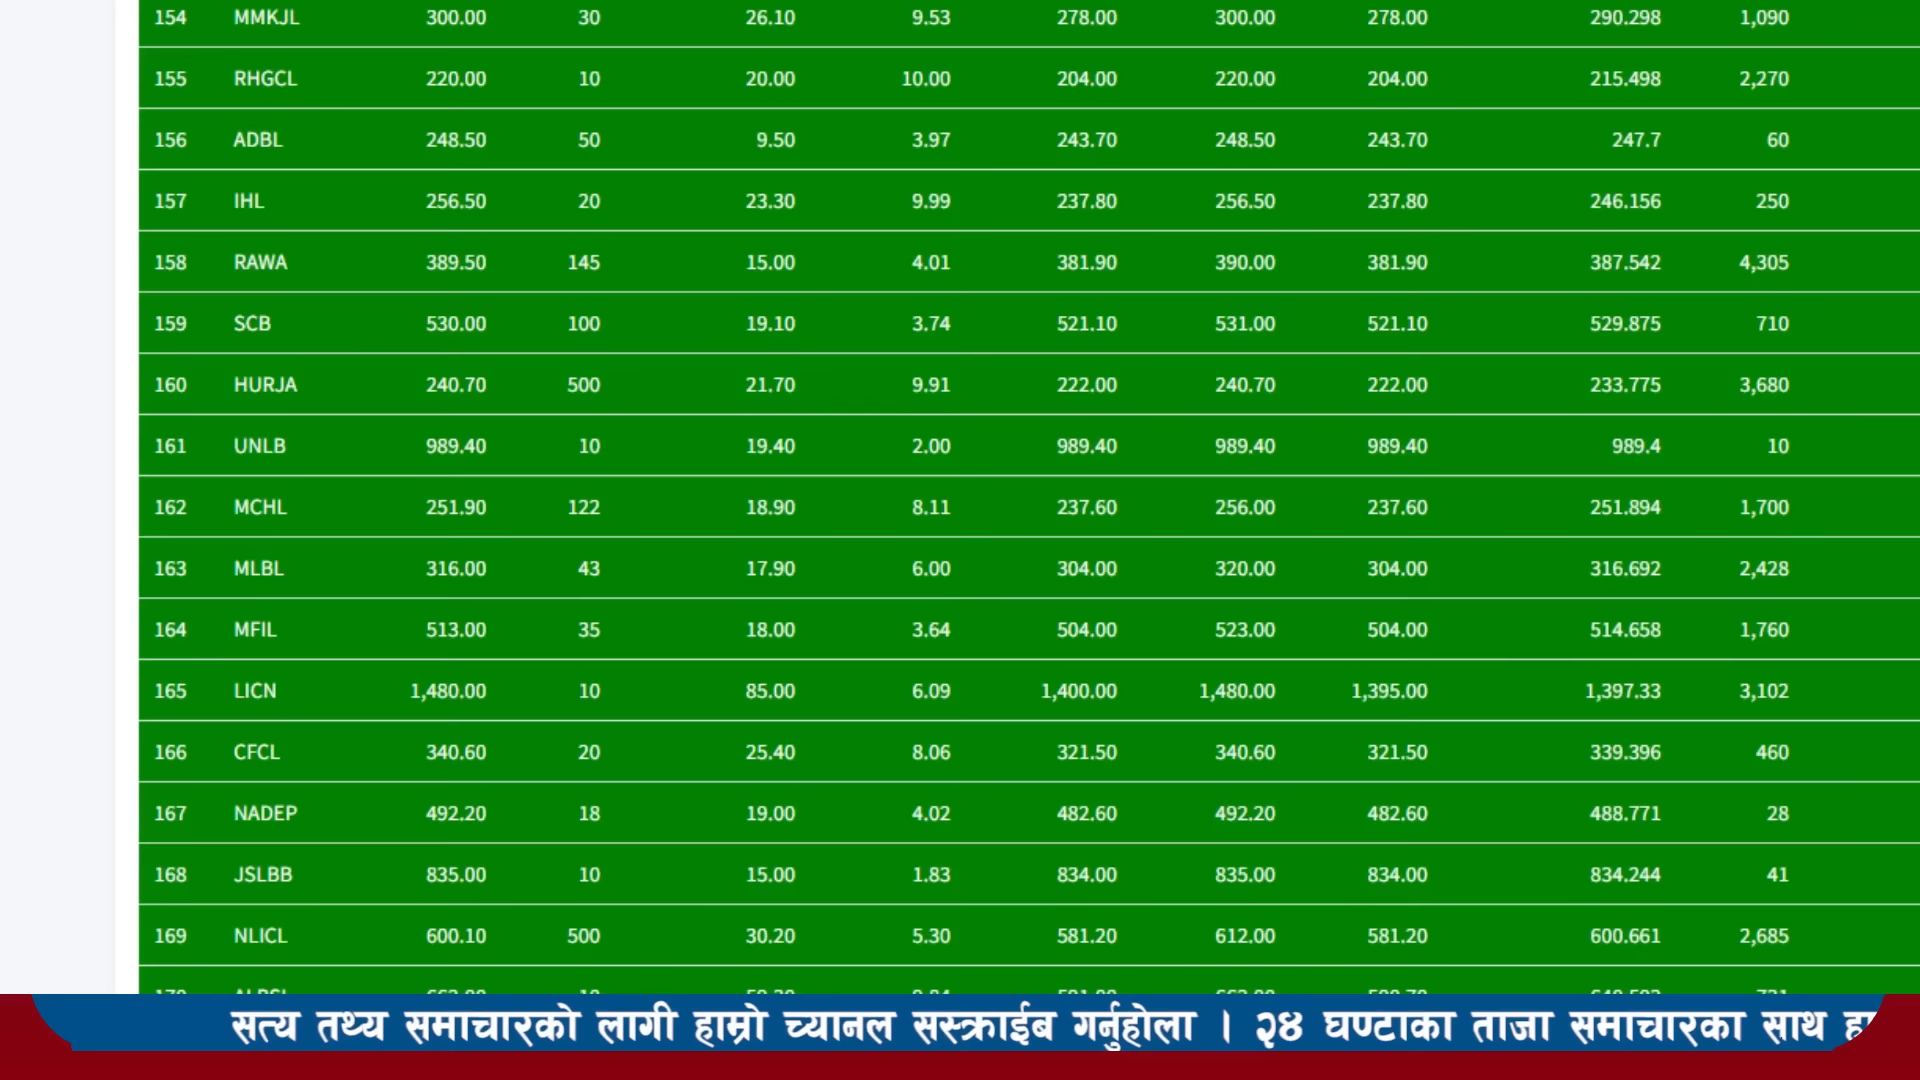 154 MMKJL 300.00 30 26.10 9.53 278.00 300.00 278.00 290.298 1,090
155 RHGCL 220.00 10 20.00 10.00 204.00 220.00 204.00 215.498 2,270
156 ADBL 248.50 50 9.50 3.97 243.70 248.50 243.70 247.7 60
157 IHL 256.50 20 23.30 9.99 237.80 256.50 237.80 246.156 250
158 RAWA 389.50 145 15.00 4.01 381.90 390.00 381.90 387.542 4,305
159 SCB 530.00 100 19.10 3.74 521.10 531.00 521.10 529.875 710
160 HURJA 240.70 500 21.70 9.91 222.00 240.70 222.00 233.775 3,680
161 UNLB 989.40 10 19.40 2.00 989.40 989.40 989.40 989.4 10
162 MCHL 251.90 122 18.90 8.11 237.60 256.00 237.60 251.894 1,700
163 MLBL 316.00 43 17.90 6.00 304.00 320.00 304.00 316.692 2,428
164 MFIL 513.00 35 18.00 3.64 504.00 523.00 504.00 514.658 1,760
165 LICN 1,480.00 10 85.00 6.09 1,400.00 1,480.00 1,395.00 1,397.33 3,102
166 CFCL 340.60 20 25.40 8.06 321.50 340.60 321.50 339.396 460
167 NADEP 492.20 18 19.00 4.02 482.60 492.20 482.60 488.771 28
168 JSLBB 835.00 10 15.00 1.83 834.00 835.00 834.00 834.244 41
169 NLICL 600.10 500 30.20 5.30 581.20 612.00 581.20 600.661 2,685
सत्य तथ्य समाचारको लागी हाम्रो च्यानल सस्क्राईब गर्नुहोला । २४ घण्टाका ताजा समाचारका साथ